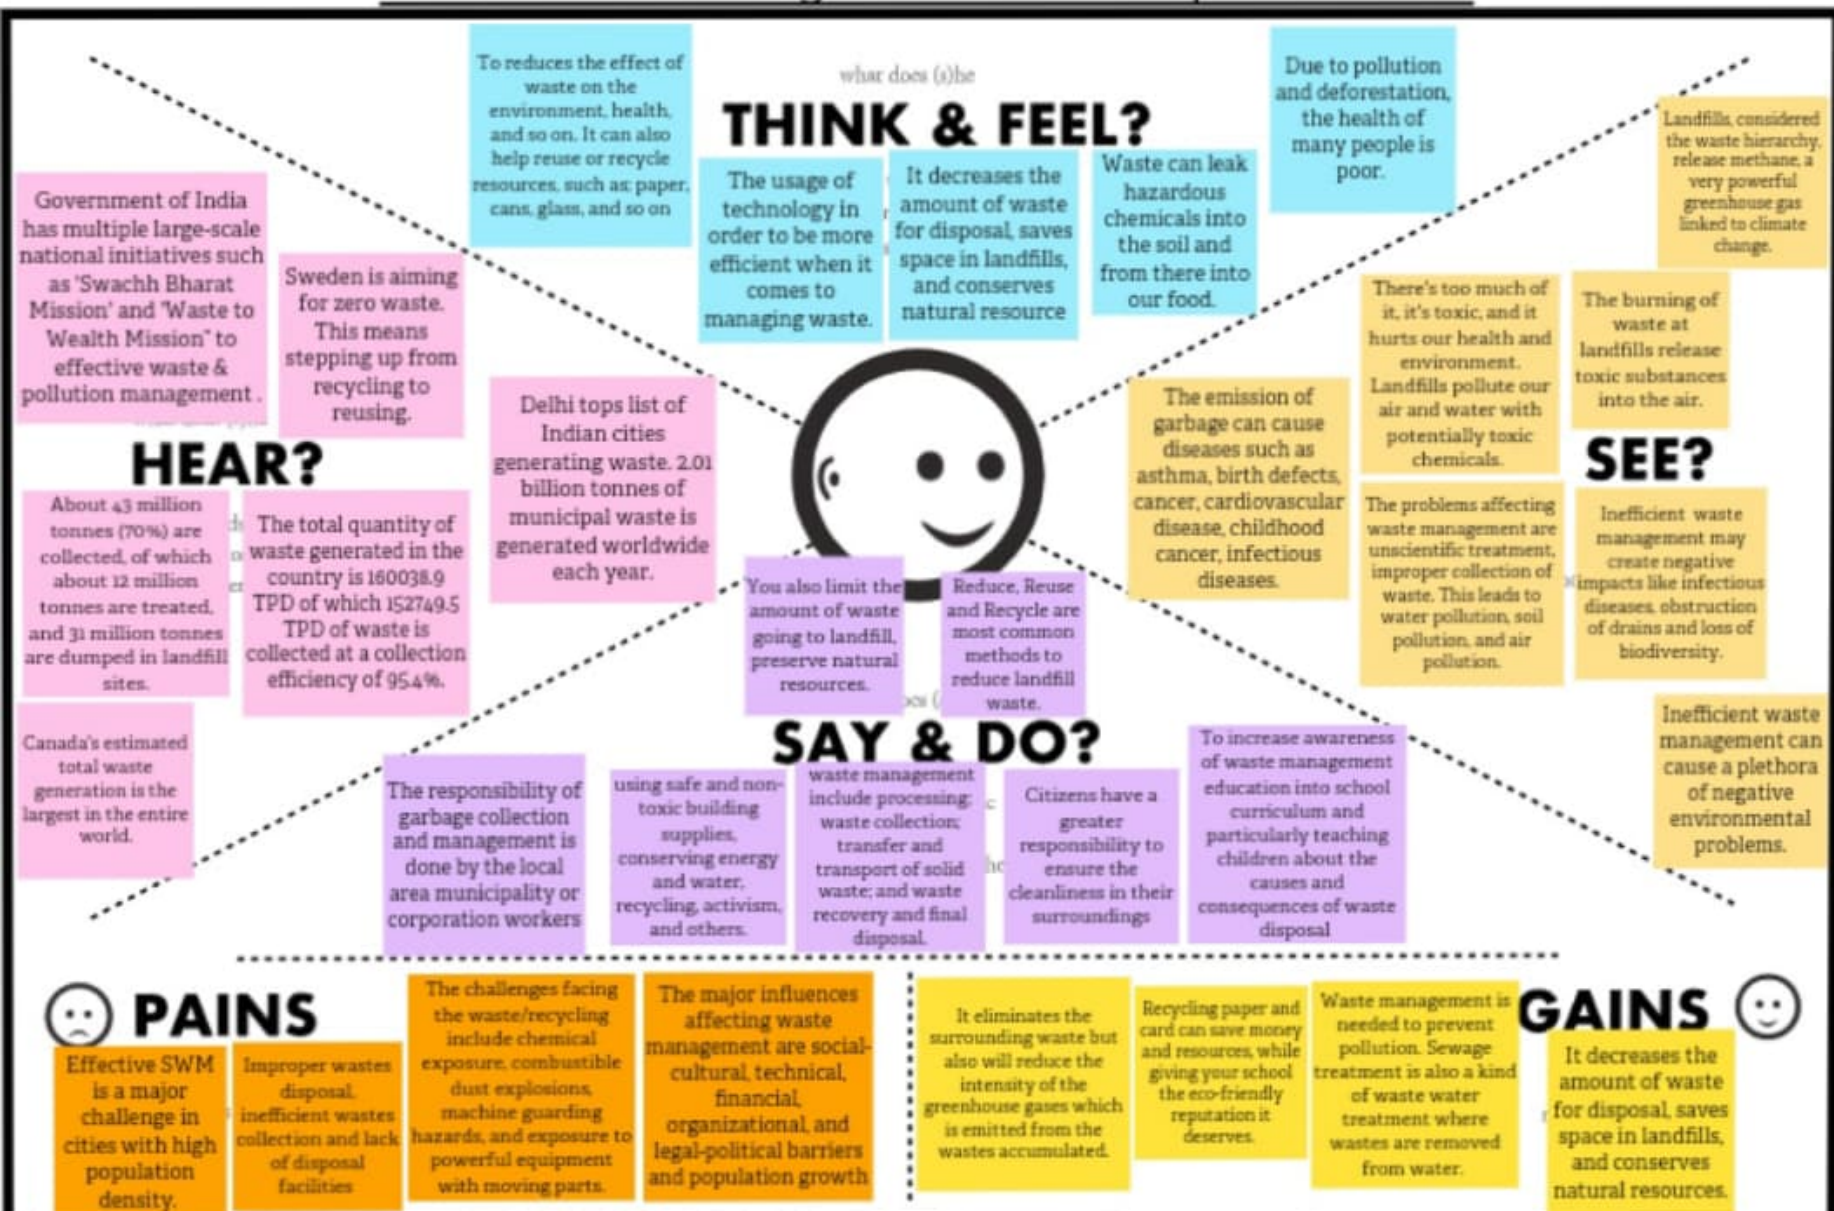 what does (s)he
THINK & FEEL?
To reduces the effect of
waste on the
environment, health,
and so on. It can also
help reuse or recycle
resources, such as: paper,
cans, glass, and so on
The usage of
technology in
order to be more
efficient when it
comes to
managing waste.
It decreases the
amount of waste
for disposal, saves
space in landfills,
and conserves
natural resource
Waste can leak
hazardous
chemicals into
the soil and
from there into
our food.
Due to pollution
and deforestation,
the health of
many people is
poor.
Government of India
has multiple large-scale
national initiatives such
as 'Swachh Bharat
Mission' and "Waste to
Wealth Mission" to
effective waste &
pollution management .
Sweden is aiming
for zero waste.
This means
stepping up from
recycling to
reusing.
Delhi tops list of
Indian cities
generating waste. 2.01
billion tonnes of
municipal waste is
generated worldwide
each year.
HEAR?
About 43 million
tonnes (70%) are
collected, of which
about 12 million
tonnes are treated,
and 31 million tonnes
are dumped in landfill
sites.
The total quantity of
waste generated in the
country is 160038.9
TPD of which 152749.5
TPD of waste is
collected at a collection
efficiency of 95.4%.
Canada's estimated
total waste
generation is the
largest in the entire
world.
Landfills, considered
the waste hierarchy,
release methane, a
very powerful
greenhouse gas
linked to climate
change.
There's too much of
it, it's toxic, and it
hurts our health and
environment.
Landfills pollute our
air and water with
potentially toxic
chemicals.
The burning of
waste at
landfills release
toxic substances
into the air.
The emission of
garbage can cause
diseases such as
asthma, birth defects,
cancer, cardiovascular
disease, childhood
cancer, infectious
diseases.
SEE?
The problems affecting
waste management are
unscientific treatment,
improper collection of
waste. This leads to
water pollution, soil
pollution, and air
pollution.
Inefficient waste
management may
create negative
impacts like infectious
diseases, obstruction
of drains and loss of
biodiversity.
Inefficient waste
management can
cause a plethora
of negative
environmental
problems.
You also limit the
amount of waste
going to landfill,
preserve natural
resources.
Reduce, Reuse
and Recycle are
most common
methods to
reduce landfill
waste.
SAY & DO?
The responsibility of
garbage collection
and management is
done by the local
area municipality or
corporation workers
using safe and non-
toxic building
supplies,
conserving energy
and water,
recycling, activism,
and others.
waste management
include processing;
waste collection;
transfer and
transport of solid
waste; and waste
recovery and final
disposal.
Citizens have a
greater
responsibility to
ensure the
cleanliness in their
surroundings
To increase awareness
of waste management
education into school
curriculum and
particularly teaching
children about the
causes and
consequences of waste
disposal
PAINS
Effective SWM
is a major
challenge in
cities with high
population
density.
Improper wastes
disposal,
inefficient wastes
collection and lack
of disposal
facilities
The challenges facing
the waste/recycling
include chemical
exposure, combustible
dust explosions,
machine guarding
hazards, and exposure to
powerful equipment
with moving parts.
The major influences
affecting waste
management are social-
cultural, technical,
financial,
organizational, and
legal-political barriers
and population growth
GAINS
It eliminates the
surrounding waste but
also will reduce the
intensity of the
greenhouse gases which
is emitted from the
wastes accumulated.
Recycling paper and
card can save money
and resources, while
giving your school
the eco-friendly
reputation it
deserves.
Waste management is
needed to prevent
pollution. Sewage
treatment is also a kind
of waste water
treatment where
wastes are removed
from water.
It decreases the
amount of waste
for disposal, saves
space in landfills,
and conserves
natural resources.